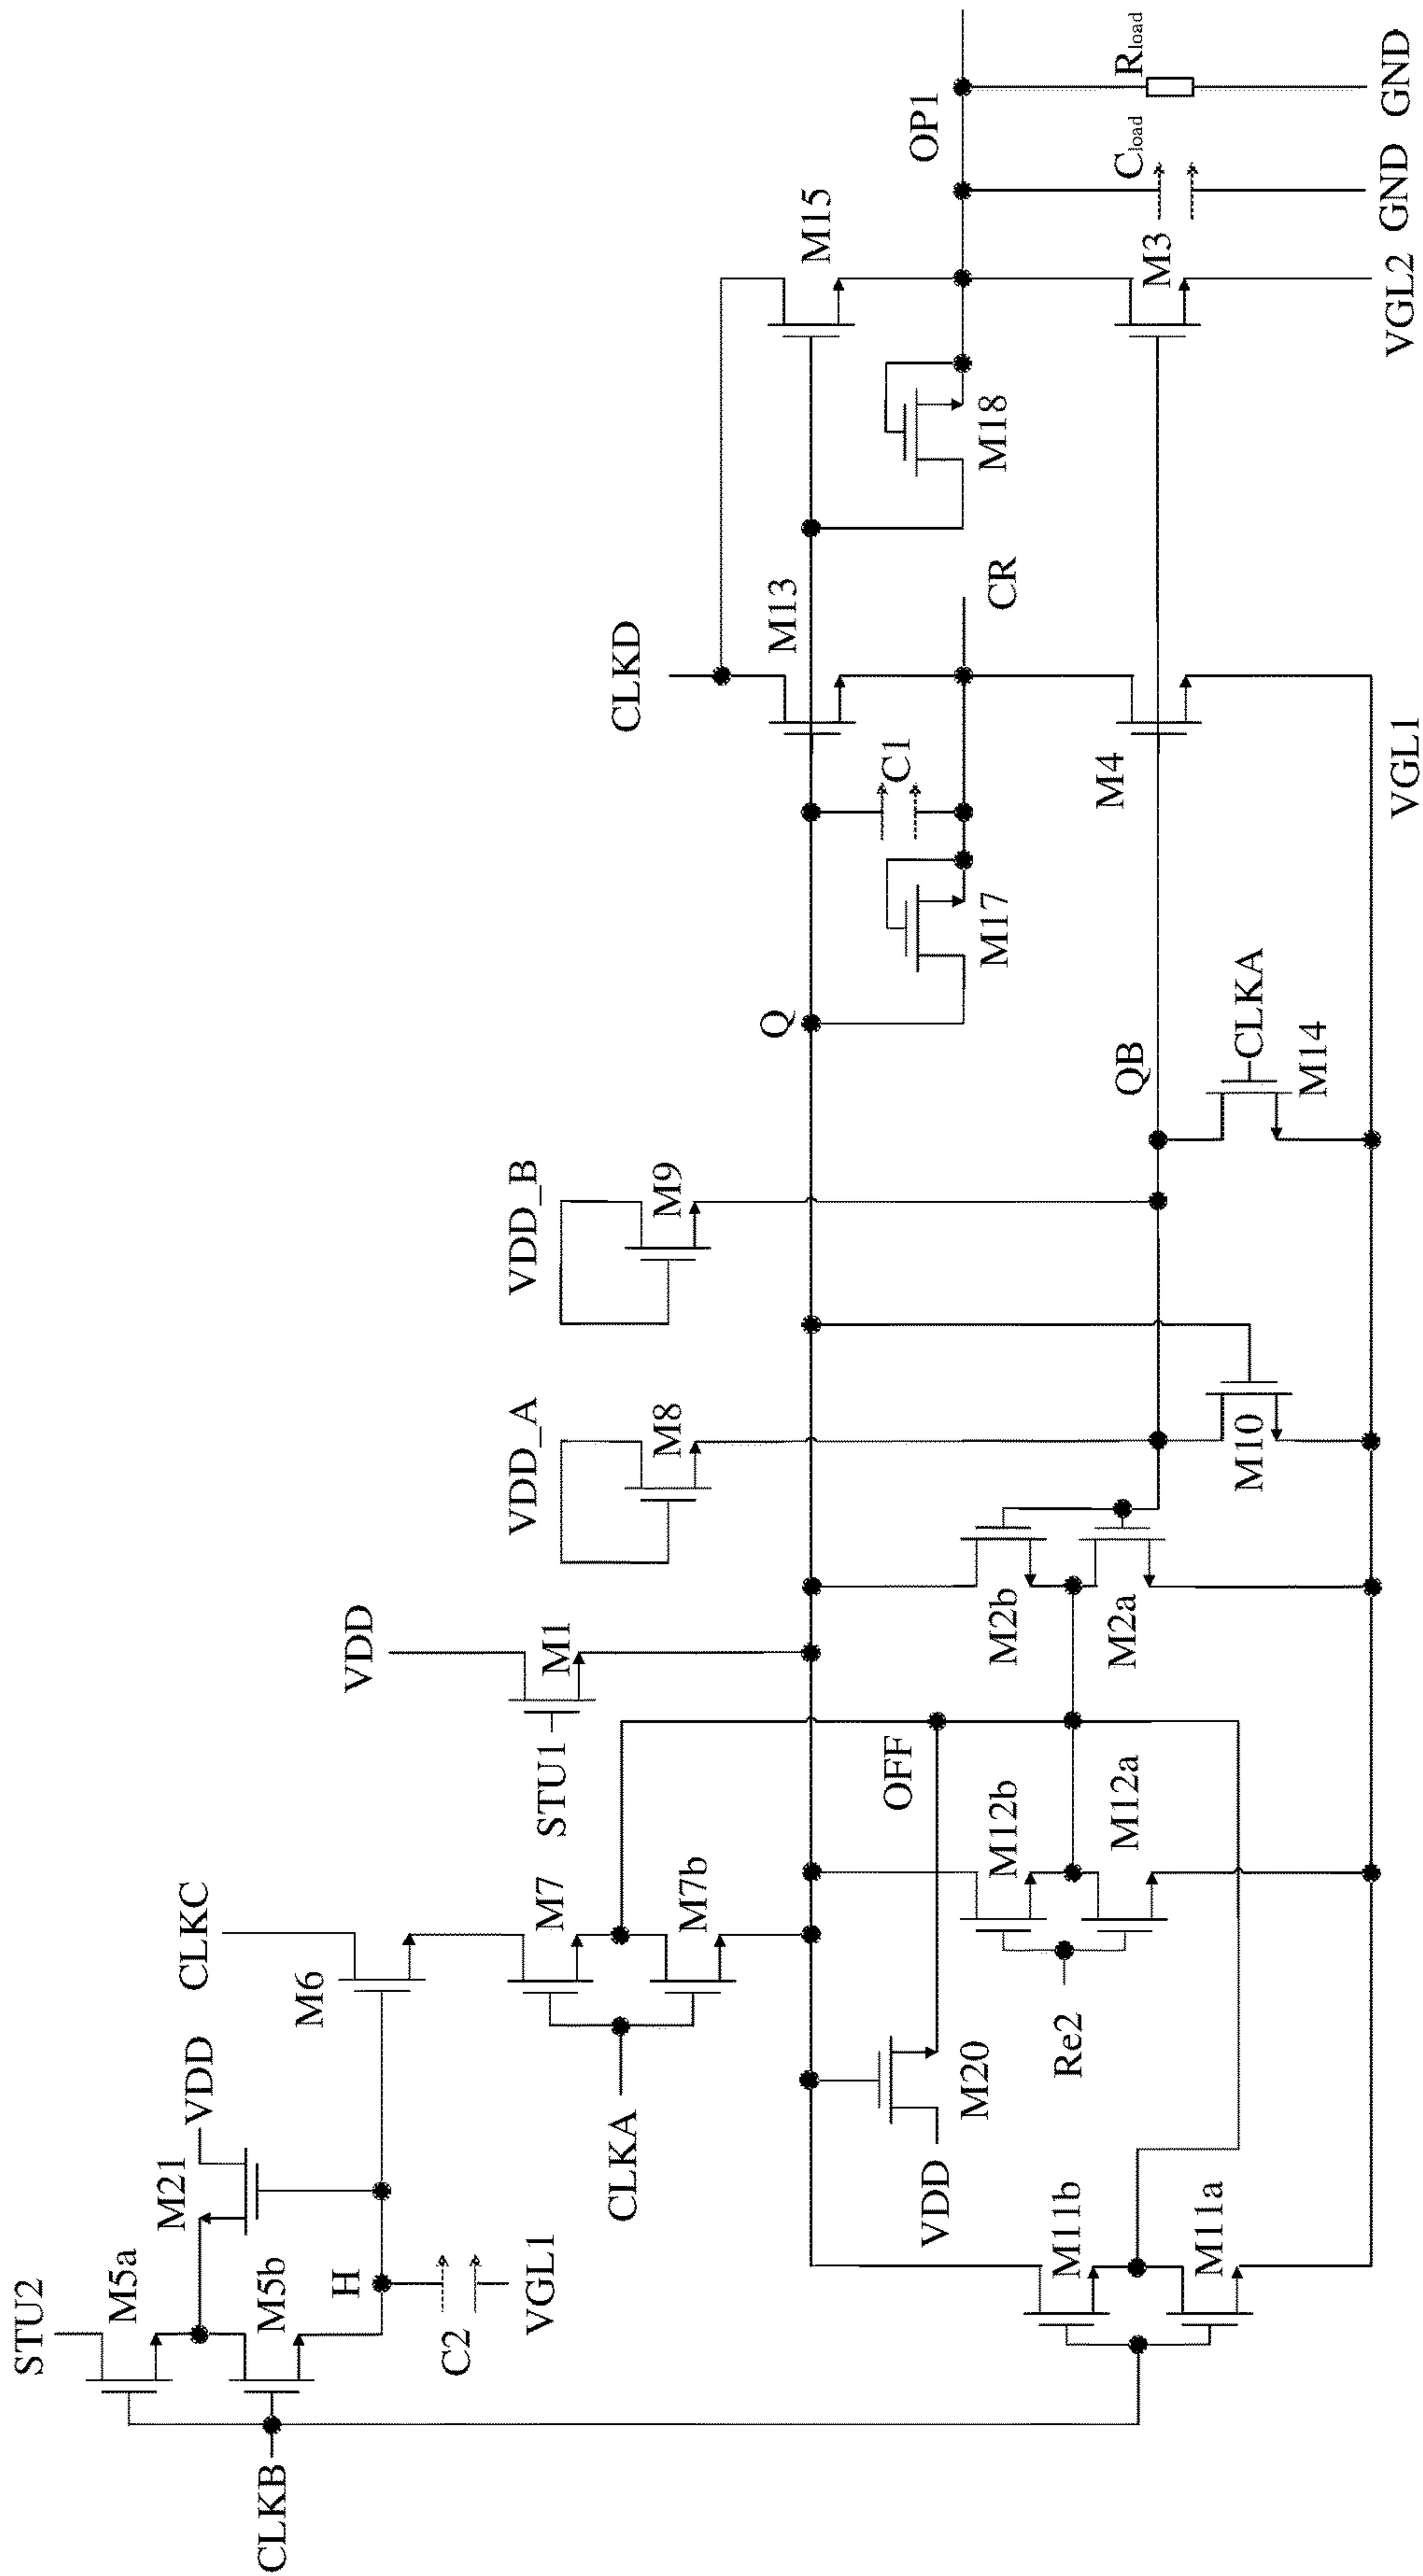 STU2
M5a
M21
VDD
CLKC
M5b
H
C2
VGL1
CLKB
M6
M7
M7b
CLKA
VDD
M1
STU1
VDD_A
M8
VDD_B
M9
CLKD
M13
M15
OP1
Q
C1
M17
CR
M18
M20
VDD
OFF
M11b
M11a
M12b
M12a
Re2
M2b
M2a
M10
QB
CLKA
M14
M4
M3
Cload
Rload
VGL1
VGL2
GND
GND